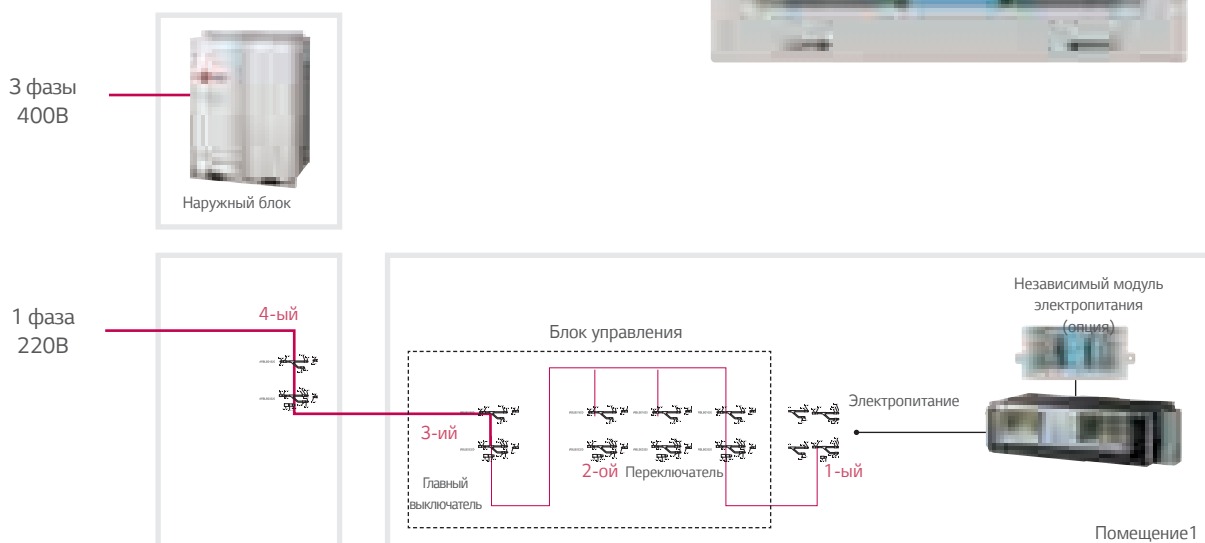 3 фазы
400В
Наружный блок
1 фаза
220В
4-ый
Блок управления
3-ий
Главный
выключатель
2-ой
Переключатель
1-ый
Электропитание
Независимый модуль
электропитания
(опция)
Помещение1